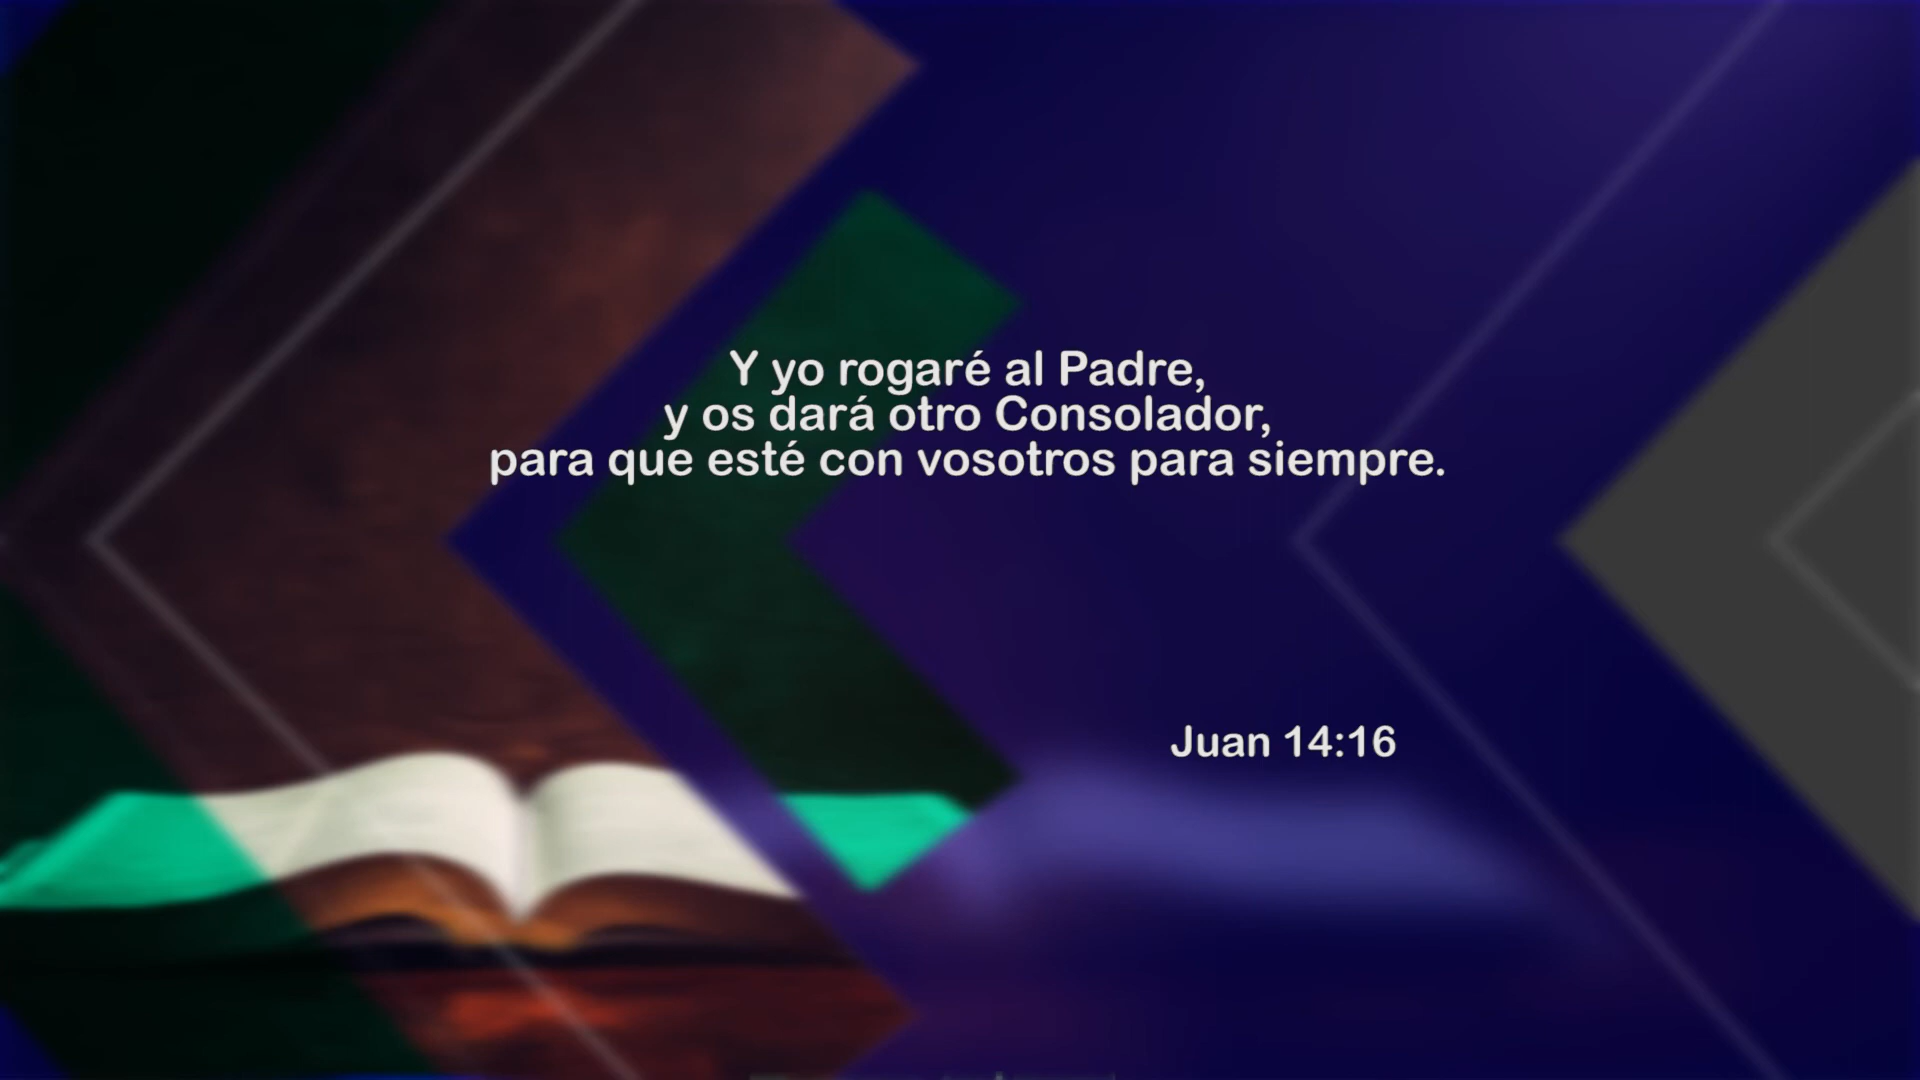 Y yo rogaré al Padre,
y os dará otro Consolador,
para que esté con vosotros para siempre.
Juan 14:16